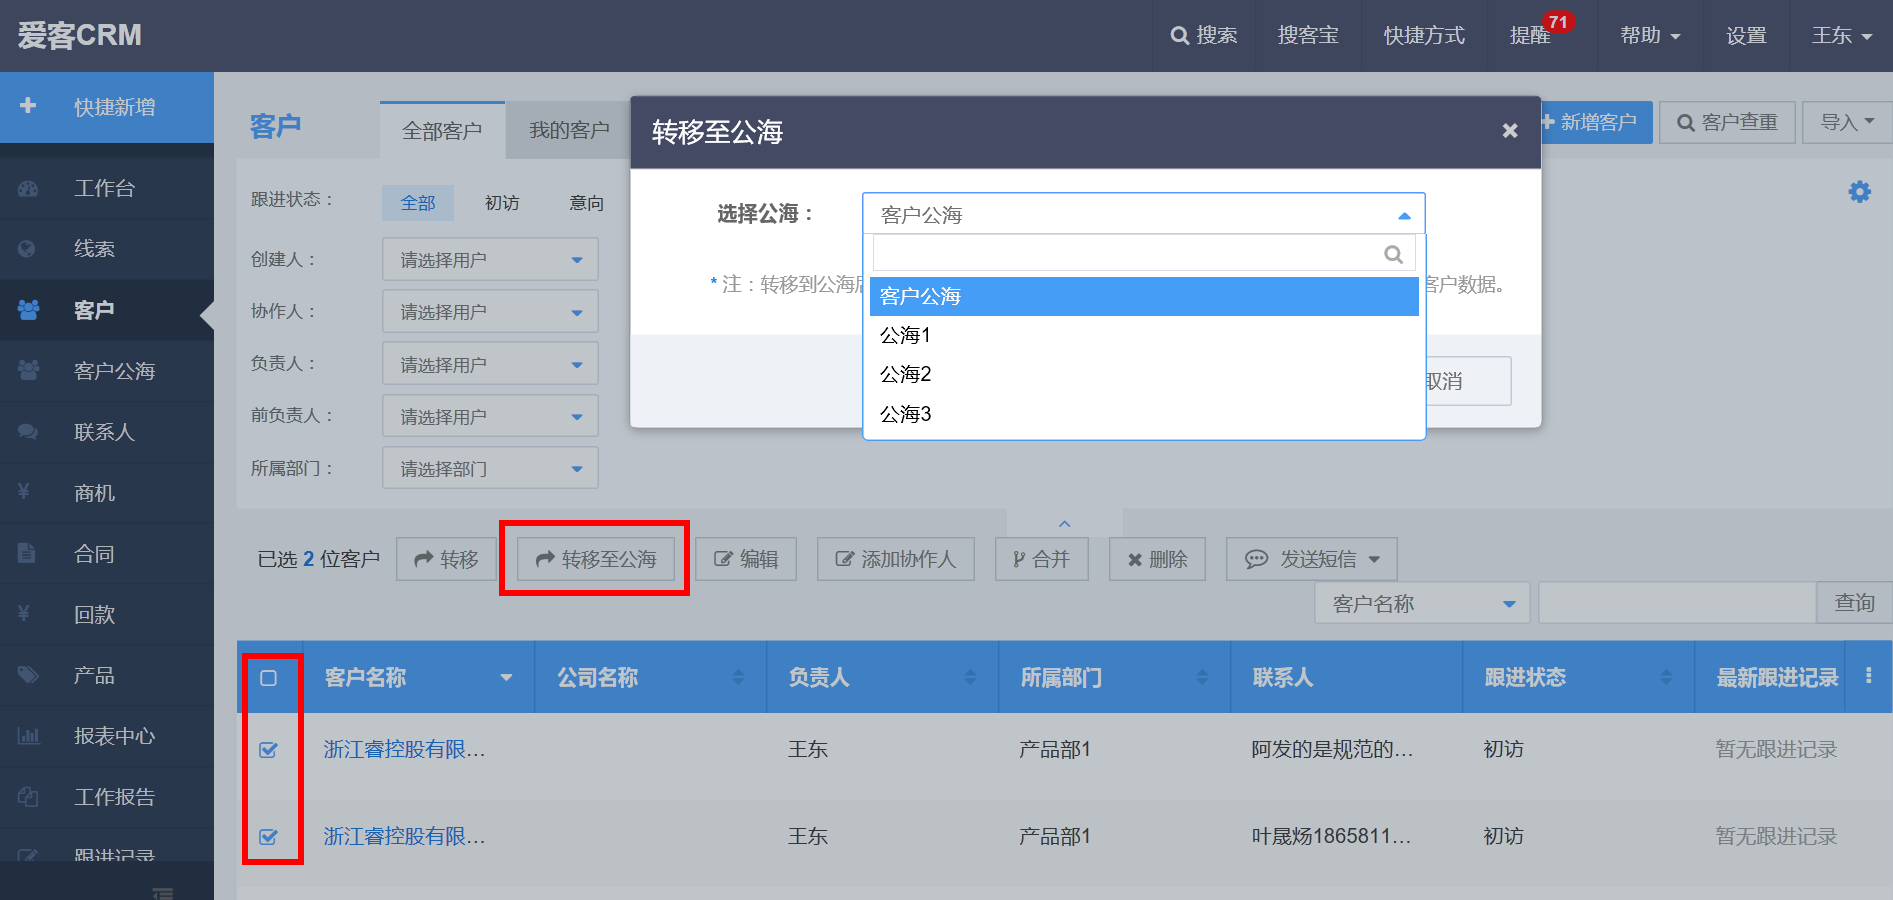 爱客CRM
搜索
搜客宝
快捷方式
提醒
71
帮助
设置
王东
快捷新增
工作台
线索
客户
客户公海
联系人
商机
合同
回款
产品
报表中心
工作报告
跟进记录
客户
全部客户
我的客户
新增客户
客户查重
导入
跟进状态：
全部
初访
意向
创建人：
请选择用户
协作人：
请选择用户
负责人：
请选择用户
前负责人：
请选择用户
所属部门：
请选择部门
转移至公海
选择公海：
客户公海
* 注：转移到公海
客户数据。
客户公海
公海1
公海2
公海3
取消
已选 2 位客户
转移
转移至公海
编辑
添加协作人
合并
删除
发送短信
客户名称
查询
客户名称
公司名称
负责人
所属部门
联系人
跟进状态
最新跟进记录
浙江睿控股有限...
王东
产品部1
阿发的是规范的...
初访
暂无跟进记录
浙江睿控股有限...
王东
产品部1
叶晟炀1865811...
初访
暂无跟进记录